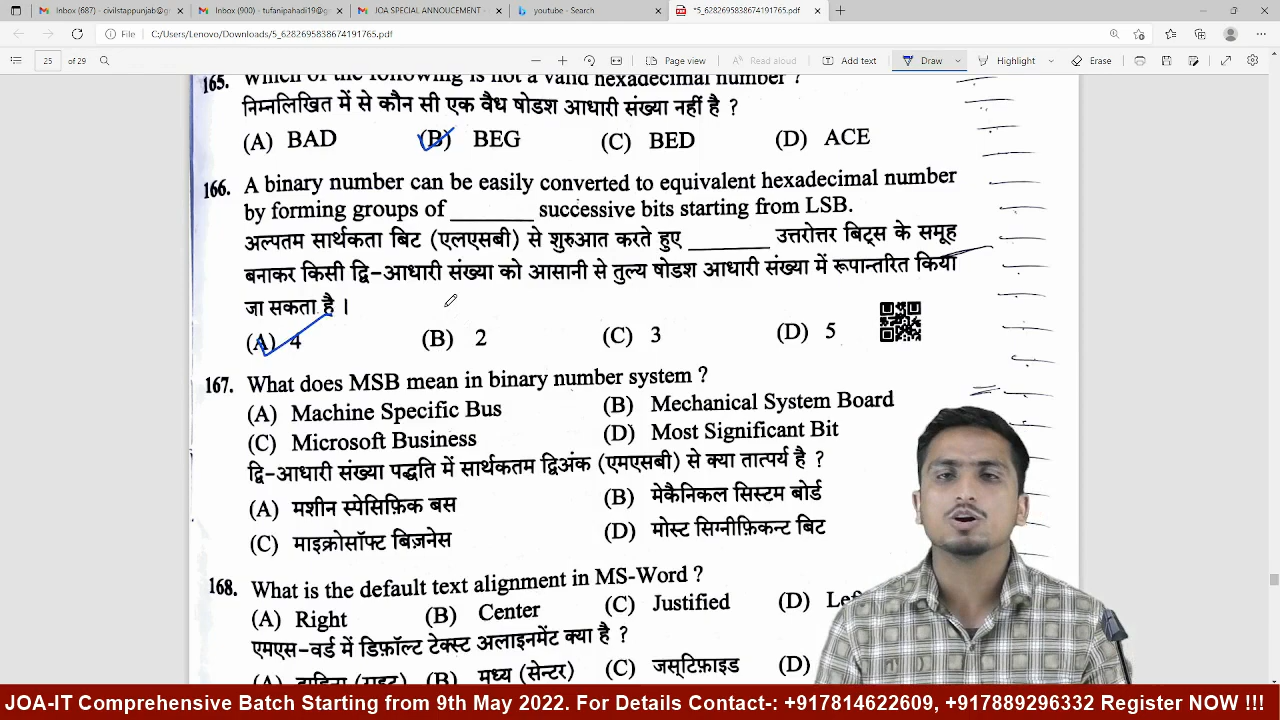 Inbox (687) - civilstappunjab@g
Inbox (900) - tufanipahadi19@g
JOA SPECIAL ANNOUCEMENT -
youtube - Search
*5_6282695838674191765.pdf
File
C:/Users/Lenovo/Downloads/5_6282695838674191765.pdf
25 of 29
Page view
Read aloud
Add text
Draw
Highlight
Erase
165. Which of the following is not a valid hexadecimal number ?
निम्नलिखित में से कौन सी एक वैध षोडश आधारी संख्या नहीं है ?
(A) BAD (B) BEG (C) BED (D) ACE
166. A binary number can be easily converted to equivalent hexadecimal number
by forming groups of _______ successive bits starting from LSB.
अल्पतम सार्थकता बिट (एलएसबी) से शुरुआत करते हुए _______ उत्तरोत्तर बिट्स के समूह
बनाकर किसी द्वि-आधारी संख्या को आसानी से तुल्य षोडश आधारी संख्या में रूपान्तरित किया
जा सकता है ।
(A) 4 (B) 2 (C) 3 (D) 5
167. What does MSB mean in binary number system ?
(A) Machine Specific Bus (B) Mechanical System Board
(C) Microsoft Business (D) Most Significant Bit
द्वि-आधारी संख्या पद्धति में सार्थकतम द्विअंक (एमएसबी) से क्या तात्पर्य है ?
(A) मशीन स्पेसिफ़िक बस (B) मेकैनिकल सिस्टम बोर्ड
(C) माइक्रोसॉफ्ट बिज़नेस (D) मोस्ट सिग्नीफ़िकन्ट बिट
168. What is the default text alignment in MS-Word ?
(A) Right (B) Center (C) Justified (D)
एमएस-वर्ड में डिफ़ॉल्ट टेक्स्ट अलाइनमेंट क्या है ?
(B) मध्य (सेन्टर) (C) जस्टिफ़ाइड (D)
JOA-IT Comprehensive Batch Starting from 9th May 2022. For Details Contact-: +917814622609, +917889296332 Register NOW !!!